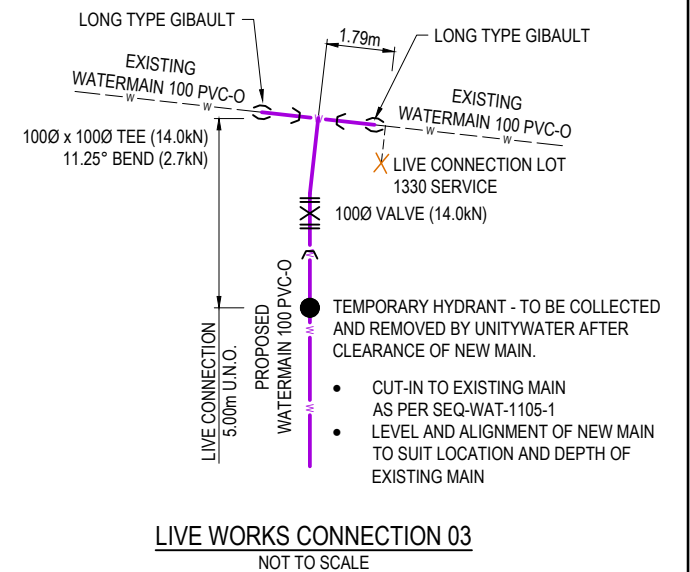 LONG TYPE GIBAULT
1.79m
LONG TYPE GIBAULT
EXISTING
WATERMAIN 100 PVC-O
W
W
W
EXISTING
WATERMAIN 100 PVC-O
W
W
100Ø x 100Ø TEE (14.0kN)
11.25° BEND (2.7kN)
LIVE CONNECTION LOT
1330 SERVICE
100Ø VALVE (14.0kN)
W
LIVE CONNECTION
5.00m U.N.O.
PROPOSED
WATERMAIN 100 PVC-O
W
W
TEMPORARY HYDRANT - TO BE COLLECTED
AND REMOVED BY UNITYWATER AFTER
CLEARANCE OF NEW MAIN.
• CUT-IN TO EXISTING MAIN
AS PER SEQ-WAT-1105-1
• LEVEL AND ALIGNMENT OF NEW MAIN
TO SUIT LOCATION AND DEPTH OF
EXISTING MAIN
LIVE WORKS CONNECTION 03
NOT TO SCALE